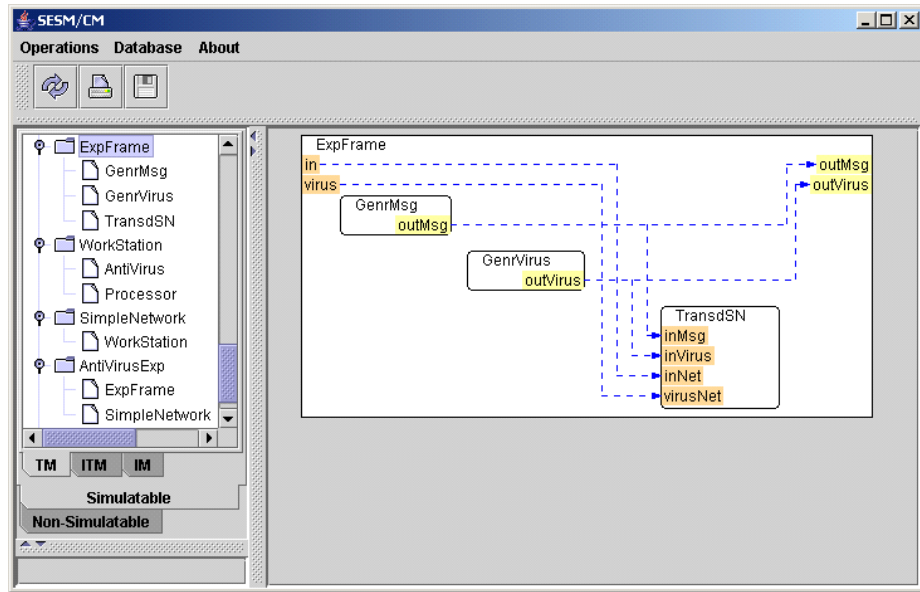 SESM/CM
Operations Database About
ExpFrame
GenrMsg
GenrVirus
TransdSN
WorkStation
AntiVirus
Processor
SimpleNetwork
WorkStation
AntiVirusExp
ExpFrame
SimpleNetwork
TM ITM IM
Simulatable
Non-Simulatable
ExpFrame
in
virus
outMsg
outVirus
GenrMsg
outMsg
GenrVirus
outVirus
TransdSN
inMsg
inVirus
inNet
virusNet